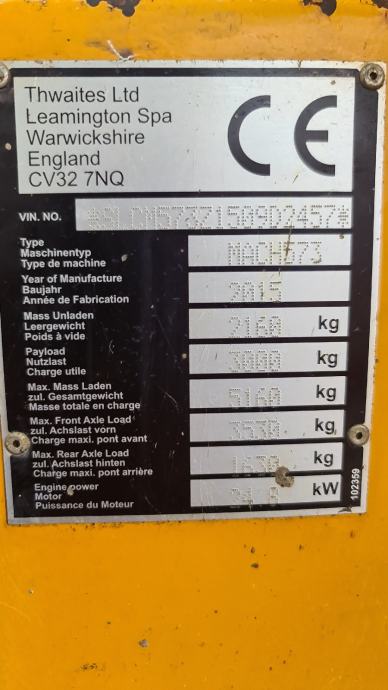 Thwaites Ltd
Leamington Spa
Warwickshire
England
CV32 7NQ
CE
VIN. NO.
Type
Maschinentyp
Type de machine
MACH573
Year of Manufacture
Baujahr
Année de Fabrication
2015
Mass Unladen
Leergewicht
Poids à vide
2160 kg
Payload
Nutzlast
Charge utile
3000 kg
Max. Mass Laden
zul. Gesamtgewicht
Masse totale en charge
5160 kg
Max. Front Axle Load
zul. Achslast vorn
Charge maxi. pont avant
3530 kg
Max. Rear Axle Load
zul. Achslast hinten
Charge maxi. pont arrière
1630 kg
Engine power
Motor
Puissance du Moteur
kW
102359